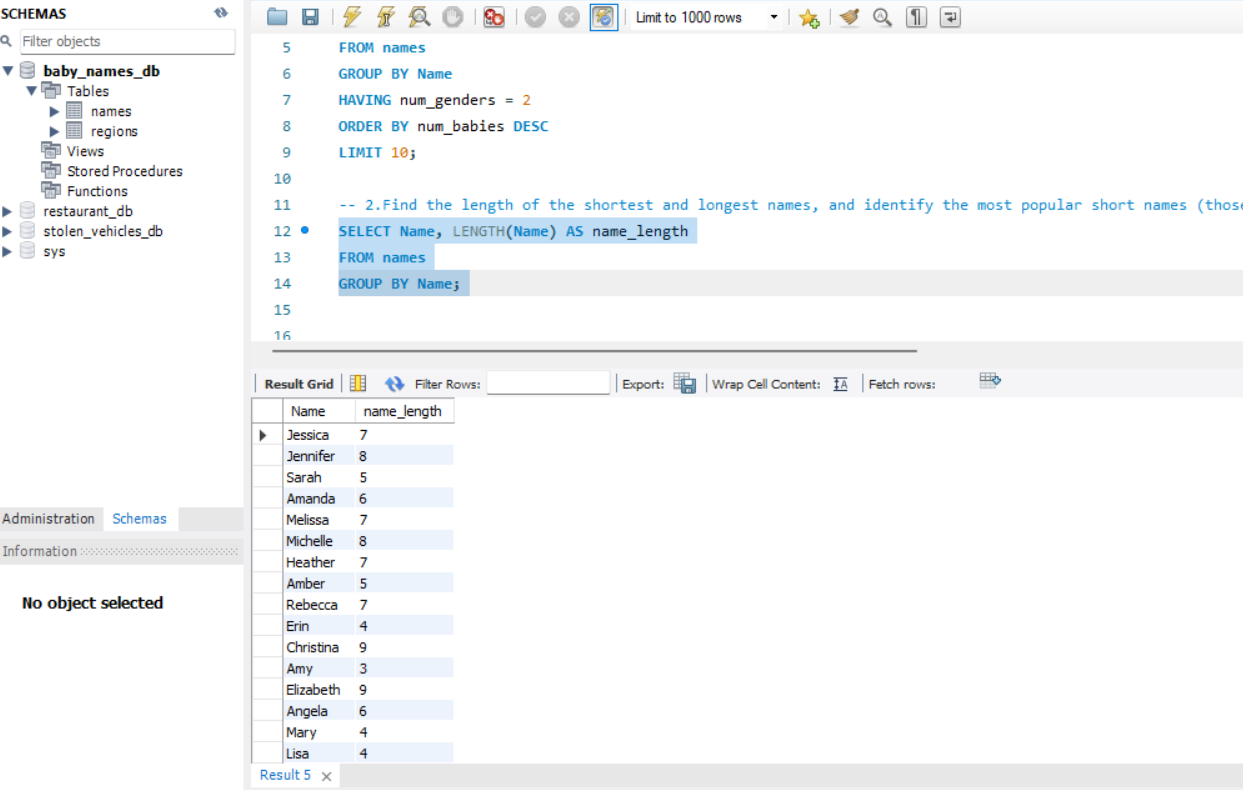 SCHEMAS
Filter objects
baby_names_db
Tables
names
regions
Views
Stored Procedures
Functions
restaurant_db
stolen_vehicles_db
sys
Administration Schemas
Information
No object selected
Limit to 1000 rows
5 FROM names
6 GROUP BY Name
7 HAVING num_genders = 2
8 ORDER BY num_babies DESC
9 LIMIT 10;
10
11 -- 2.Find the length of the shortest and longest names, and identify the most popular short names (those
12 SELECT Name, LENGTH(Name) AS name_length
13 FROM names
14 GROUP BY Name;
15
16
Result Grid Filter Rows: Export: Wrap Cell Content: Fetch rows:
Name name_length
Jessica 7
Jennifer 8
Sarah 5
Amanda 6
Melissa 7
Michelle 8
Heather 7
Amber 5
Rebecca 7
Erin 4
Christina 9
Amy 3
Elizabeth 9
Angela 6
Mary 4
Lisa 4
Result 5